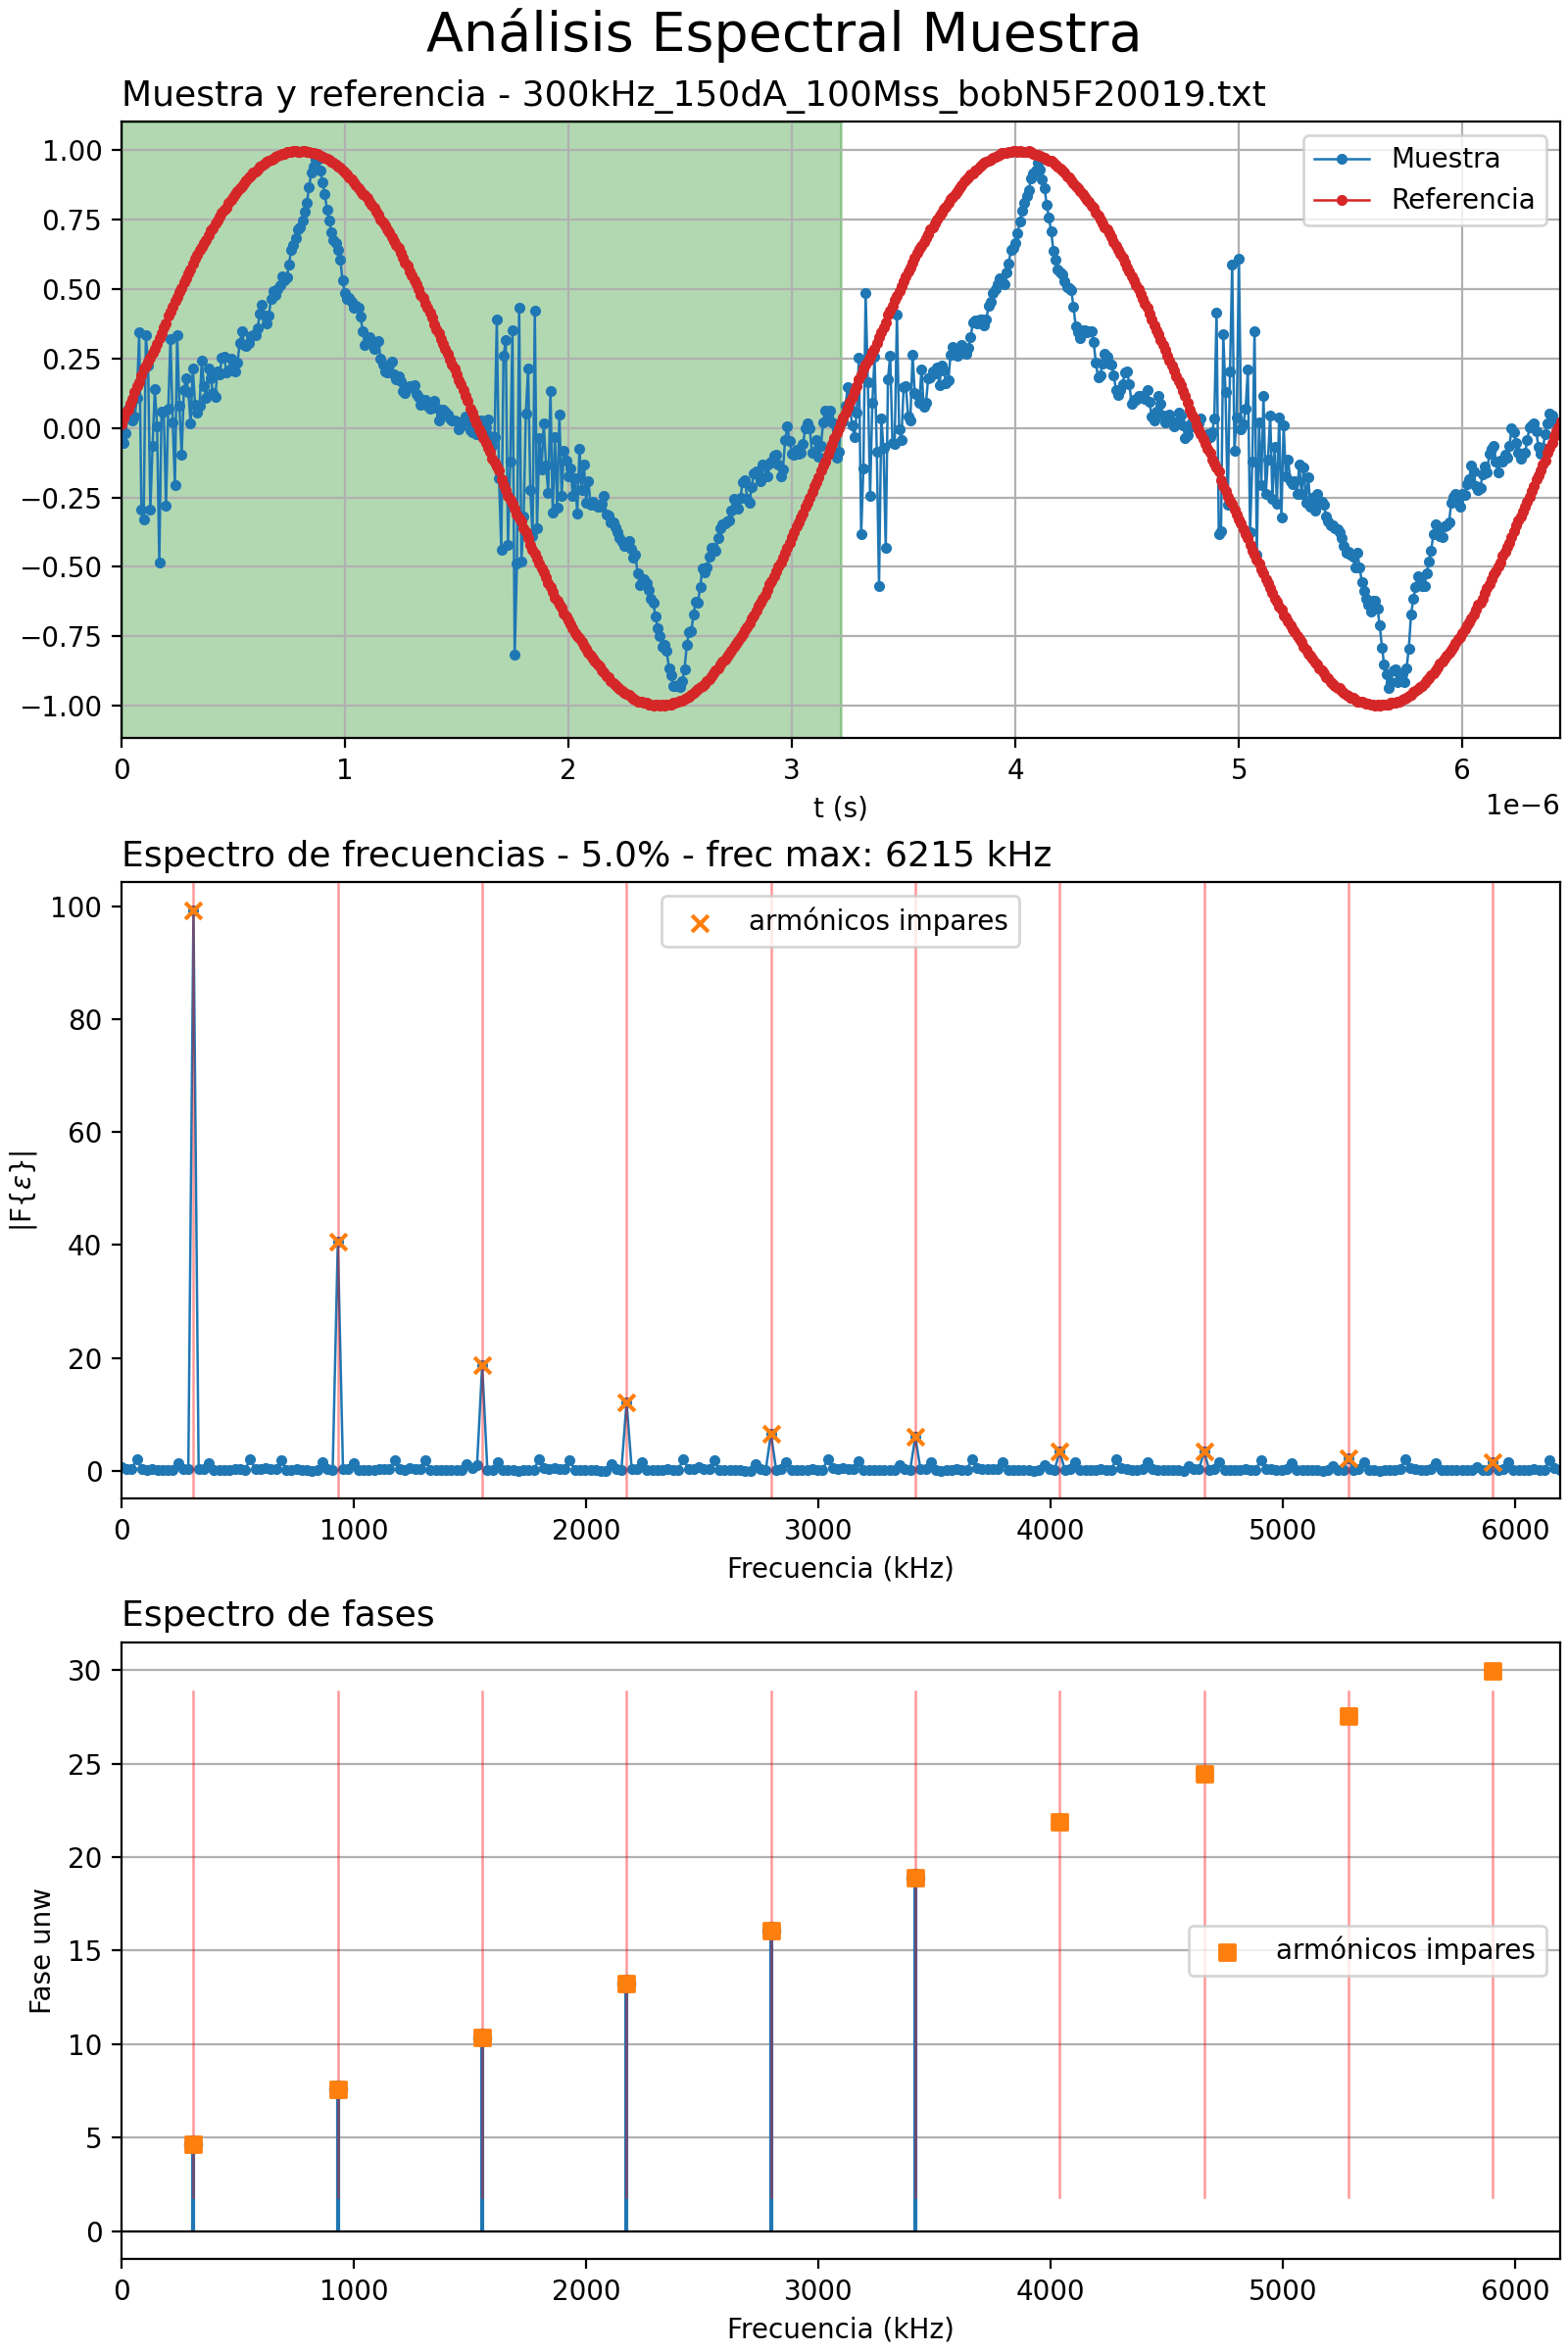 Análisis Espectral Muestra
Muestra y referencia - 300kHz_150dA_100Mss_bobN5F20019.txt
1.00
0.75
0.50
0.25
0.00
−0.25
−0.50
−0.75
−1.00
Muestra
Referencia
0 1 2 3 4 5 6
t (s)
1e−6
Espectro de frecuencias - 5.0% - frec max: 6215 kHz
100
80
60
40
20
0
|F{ε}|
armónicos impares
0 1000 2000 3000 4000 5000 6000
Frecuencia (kHz)
Espectro de fases
30
25
20
15
10
5
0
Fase unw
armónicos impares
0 1000 2000 3000 4000 5000 6000
Frecuencia (kHz)